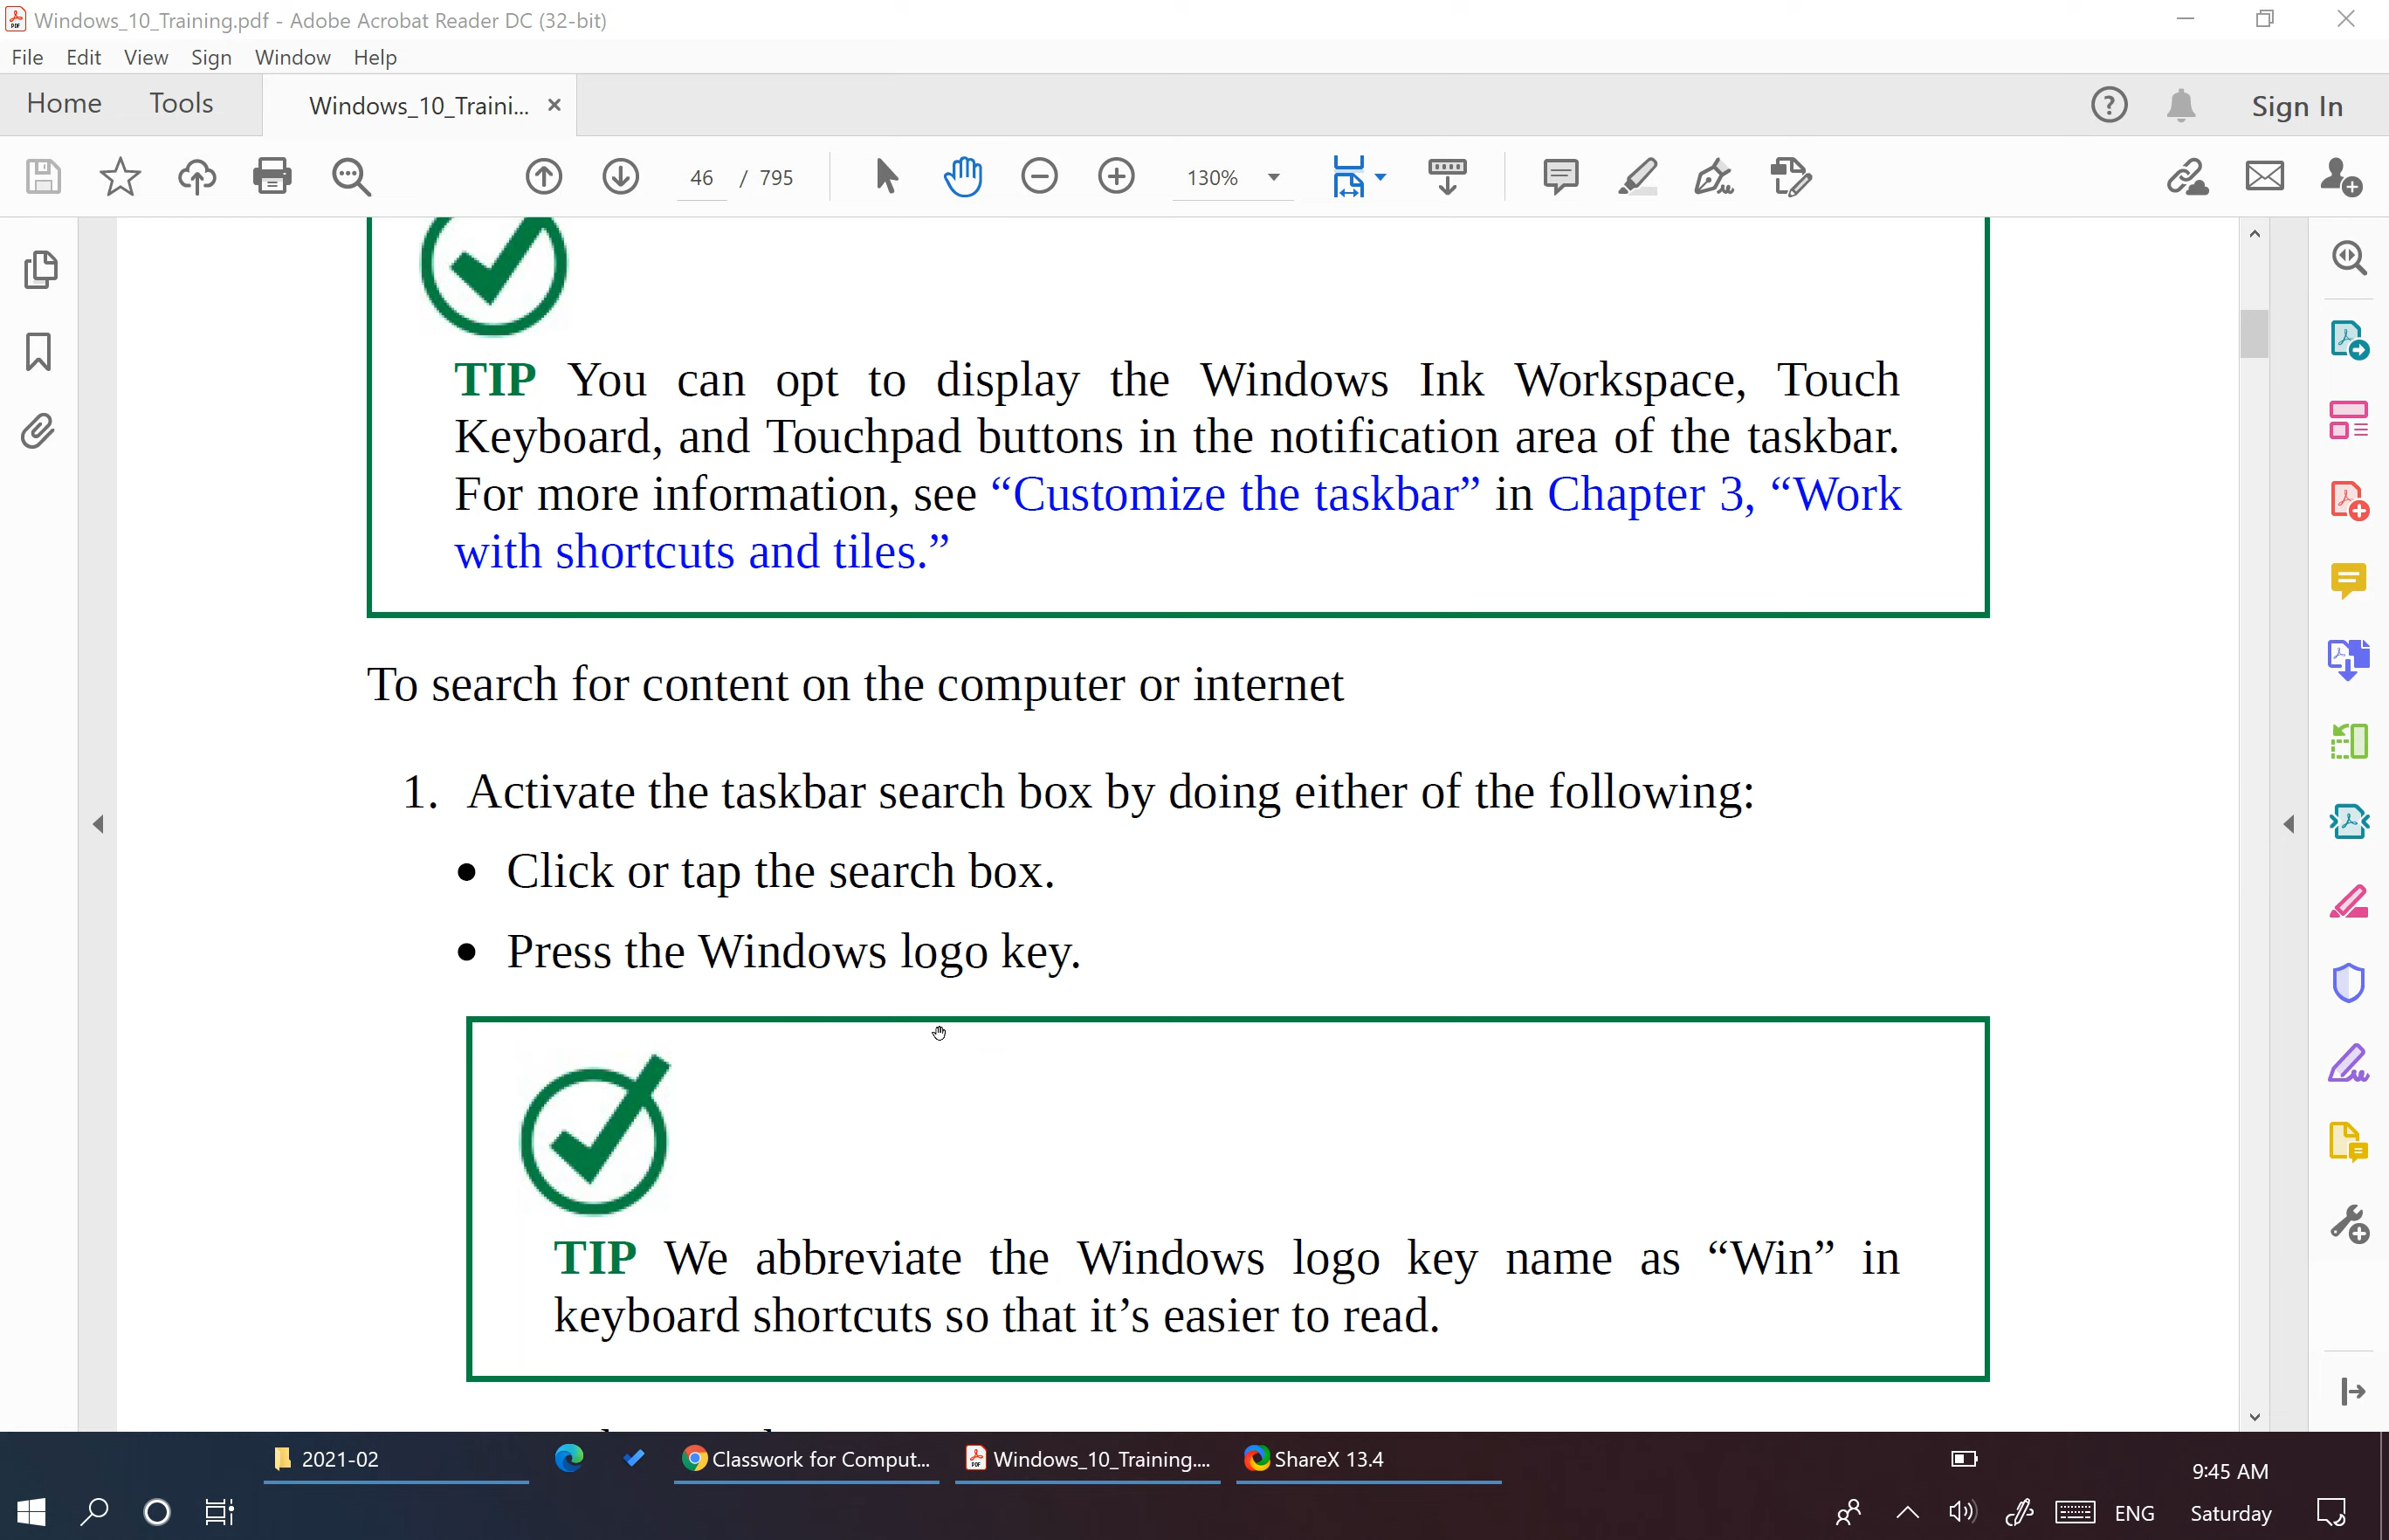 Windows_10_Training.pdf - Adobe Acrobat Reader DC (32-bit)
File Edit View Sign Window Help
Home Tools Windows_10_Traini... Sign In
46 / 795 130%
TIP You can opt to display the Windows Ink Workspace, Touch
Keyboard, and Touchpad buttons in the notification area of the taskbar.
For more information, see “Customize the taskbar” in Chapter 3, “Work
with shortcuts and tiles.”
To search for content on the computer or internet
1. Activate the taskbar search box by doing either of the following:
• Click or tap the search box.
• Press the Windows logo key.
TIP We abbreviate the Windows logo key name as “Win” in
keyboard shortcuts so that it’s easier to read.
2021-02 Classwork for Comput... Windows_10_Training.... ShareX 13.4
9:45 AM
ENG Saturday